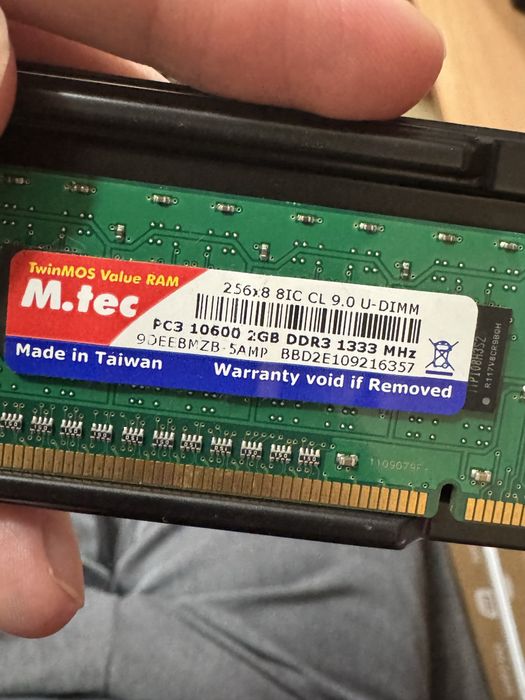 TwinMOS Value RAM
M.tec
256x8 8IC CL 9.0 U-DIMM
PC3 10600 2GB DDR3 1333 MHz
9DEEBMZB-5AMP BBD2E109216357
Made in Taiwan
Warranty void if Removed